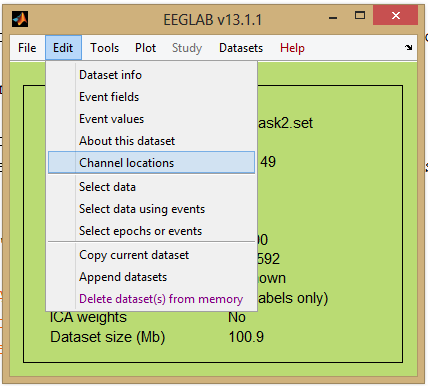 EEGLAB v13.1.1
File Edit Tools Plot Study Datasets Help
Dataset info
Event fields
Event values
ask2.set
About this dataset
Channel locations
49
Select data
Select data using events
Select epochs or events
Copy current dataset
592
Append datasets
Delete dataset(s) from memory
abels only)
ICA weights No
Dataset size (Mb) 100.9